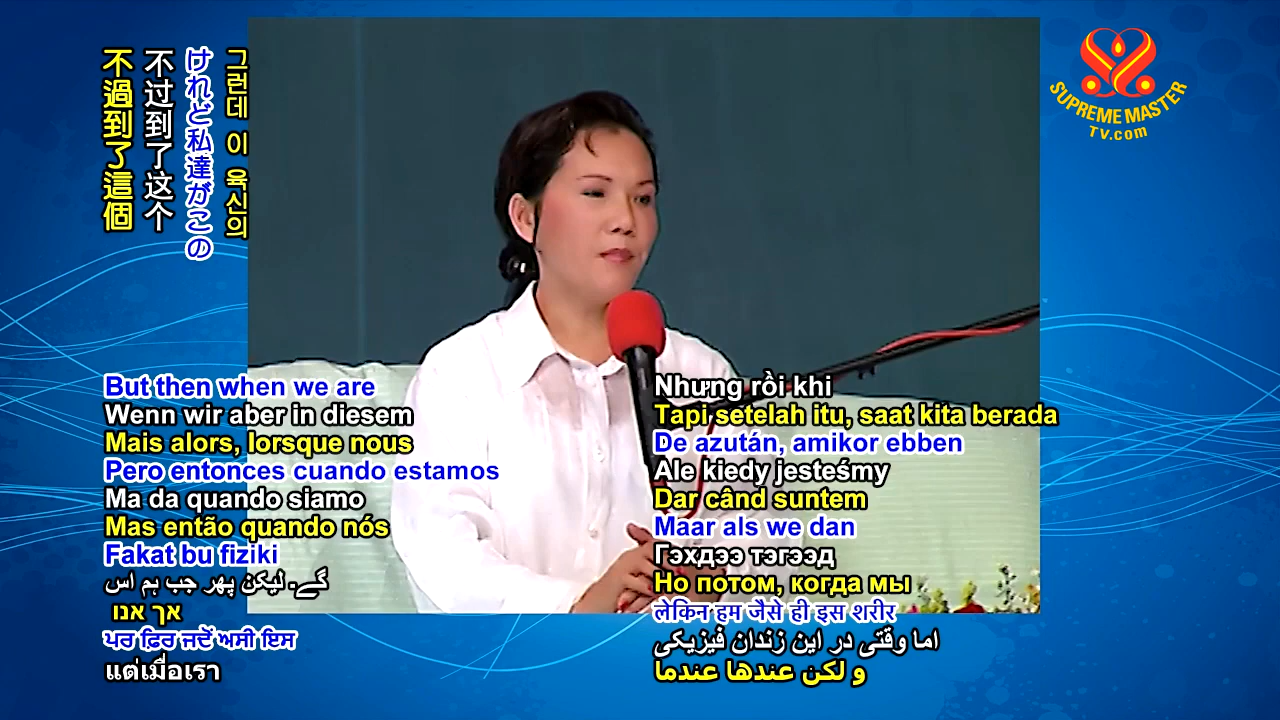 그런데 이 육신의
けれど私達がこの
不过到了这个
不過到了這個
SUPREME MASTER
TV.com
But then when we are
Wenn wir aber in diesem
Mais alors, lorsque nous
Pero entonces cuando estamos
Ma da quando siamo
Mas então quando nós
Fakat bu fiziki
گے۔ لیکن پھر جب ہم اس
אך אנו
ਪਰ ਫ਼ਿਰ ਜਦੋਂ ਅਸੀ ਇਸ
แต่เมื่อเรา
Nhưng rồi khi
Tapi setelah itu, saat kita berada
De azután, amikor ebben
Ale kiedy jesteśmy
Dar când suntem
Maar als we dan
Гэхдээ тэгээд
Но потом, когда мы
लेकिन हम जैसे ही इस शरीर
اما وقتی در این زندان فیزیکی
و لكن عندها عندما